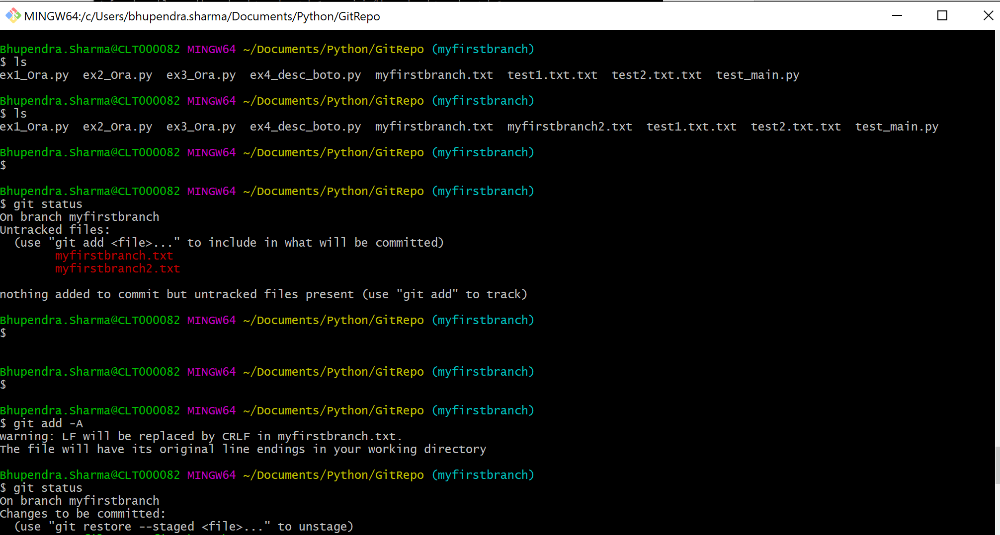 MINGW64:/c/Users/bhupendra.sharma/Documents/Python/GitRepo
Bhupendra.Sharma@CLT000082 MINGW64 ~/Documents/Python/GitRepo (myfirstbranch)
$ ls
ex1_Ora.py  ex2_Ora.py  ex3_Ora.py  ex4_desc_boto.py  myfirstbranch.txt  test1.txt.txt  test2.txt.txt  test_main.py
Bhupendra.Sharma@CLT000082 MINGW64 ~/Documents/Python/GitRepo (myfirstbranch)
$ ls
ex1_Ora.py  ex2_Ora.py  ex3_Ora.py  ex4_desc_boto.py  myfirstbranch.txt  myfirstbranch2.txt  test1.txt.txt  test2.txt.txt  test_main.py
Bhupendra.Sharma@CLT000082 MINGW64 ~/Documents/Python/GitRepo (myfirstbranch)
$
Bhupendra.Sharma@CLT000082 MINGW64 ~/Documents/Python/GitRepo (myfirstbranch)
$ git status
On branch myfirstbranch
Untracked files:
  (use "git add <file>..." to include in what will be committed)
        myfirstbranch.txt
        myfirstbranch2.txt
nothing added to commit but untracked files present (use "git add" to track)
Bhupendra.Sharma@CLT000082 MINGW64 ~/Documents/Python/GitRepo (myfirstbranch)
$
Bhupendra.Sharma@CLT000082 MINGW64 ~/Documents/Python/GitRepo (myfirstbranch)
$
Bhupendra.Sharma@CLT000082 MINGW64 ~/Documents/Python/GitRepo (myfirstbranch)
$ git add -A
warning: LF will be replaced by CRLF in myfirstbranch.txt.
The file will have its original line endings in your working directory
Bhupendra.Sharma@CLT000082 MINGW64 ~/Documents/Python/GitRepo (myfirstbranch)
$ git status
On branch myfirstbranch
Changes to be committed:
  (use "git restore --staged <file>..." to unstage)